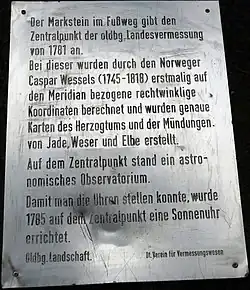 Der Markstein im Fußweg gibt den
Zentralpunkt der oldbg. Landesvermessung
von 1781 an.
Bei dieser wurden durch den Norweger
Caspar Wessels (1745-1818) erstmalig auf
den Meridian bezogene rechtwinklige
Koordinaten berechnet und wurden genaue
Karten des Herzogtums und der Mündungen
von Jade, Weser und Elbe erstellt.
Auf dem Zentralpunkt stand ein astro-
nomisches Observatorium.
Damit man die Uhren stellen konnte, wurde
1785 auf dem Zentralpunkt eine Sonnenuhr
errichtet.
Oldbg. Landschaft. Dt. Verein für Vermessungswesen